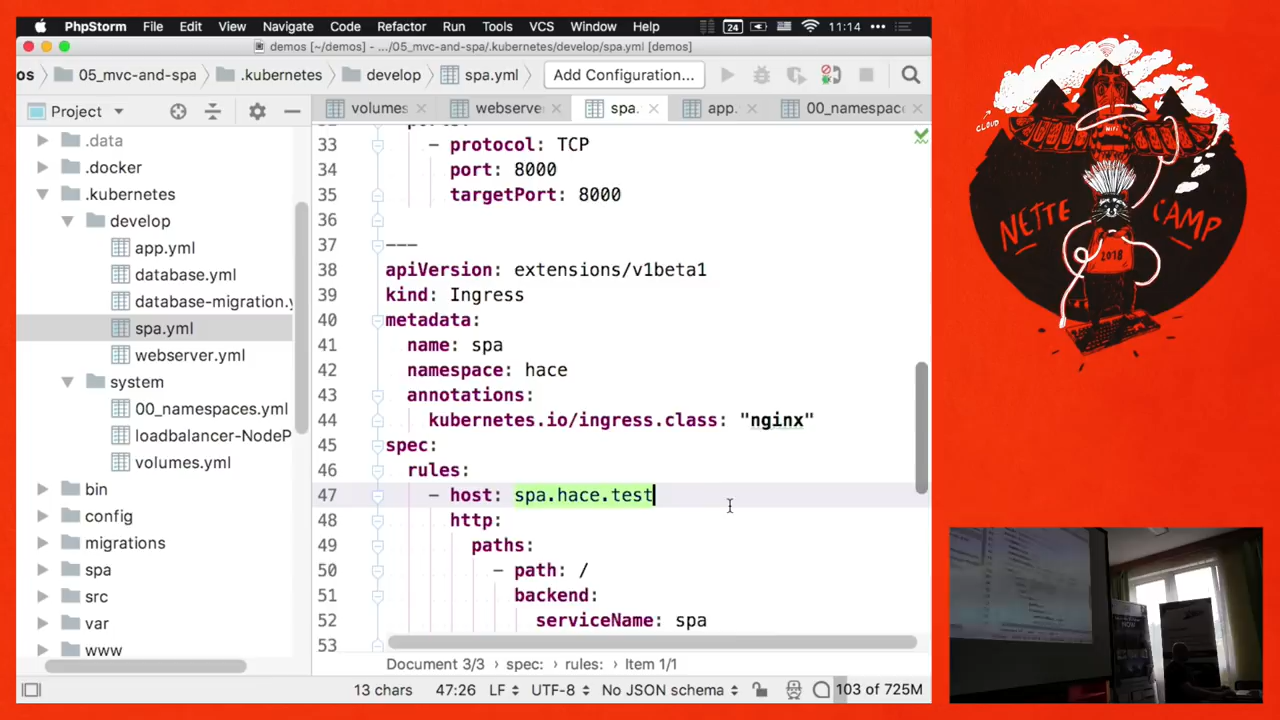 PhpStorm File Edit View Navigate Code Refactor Run Tools VCS Window Help 24 11:14
demos [~/demos] - .../05_mvc-and-spa/.kubernetes/develop/spa.yml [demos]
os 05_mvc-and-spa .kubernetes develop spa.yml Add Configuration...
Project
volumes webserve spa. app. 00_namespac
.data
.docker
.kubernetes
develop
app.yml
database.yml
database-migration.y
spa.yml
webserver.yml
system
00_namespaces.yml
loadbalancer-NodeP
volumes.yml
bin
config
migrations
spa
src
var
www
33 - protocol: TCP
34 port: 8000
35 targetPort: 8000
36
37 ---
38 apiVersion: extensions/v1beta1
39 kind: Ingress
40 metadata:
41 name: spa
42 namespace: hace
43 annotations:
44 kubernetes.io/ingress.class: "nginx"
45 spec:
46 rules:
47 - host: spa.hace.test
48 http:
49 paths:
50 - path: /
51 backend:
52 serviceName: spa
53
Document 3/3 spec: rules: Item 1/1
13 chars 47:26 LF UTF-8 No JSON schema 103 of 725M
CLOUD
WiFi
NETTE CAMP
2018